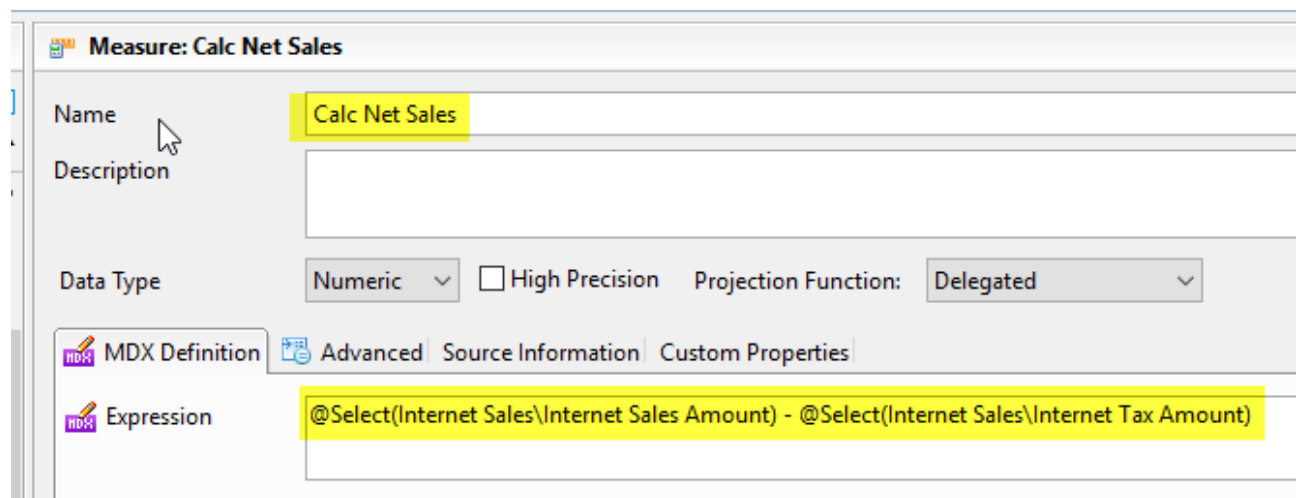 Measure: Calc Net Sales
Name
Calc Net Sales
Description
Data Type
Numeric
High Precision
Projection Function:
Delegated
MDX Definition
Advanced
Source Information
Custom Properties
Expression
@Select(Internet Sales\Internet Sales Amount) - @Select(Internet Sales\Internet Tax Amount)